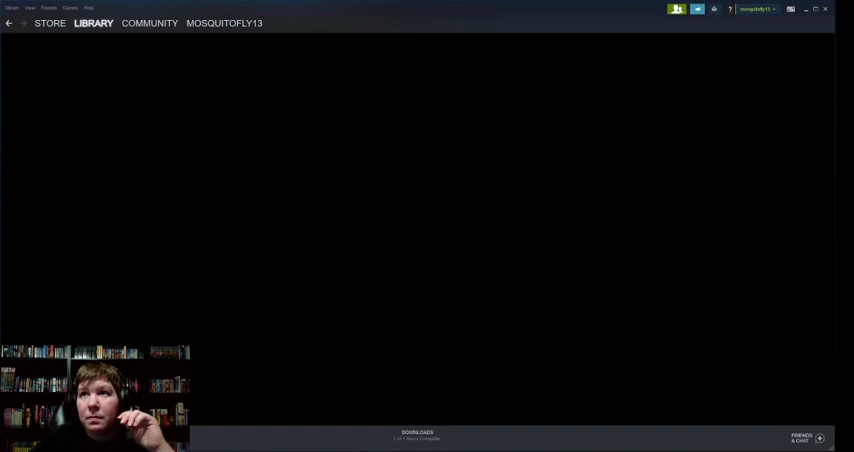 Steam View Friends Games Help
? mosquitofly13
STORE LIBRARY COMMUNITY MOSQUITOFLY13
DOWNLOADS
1 of 1 Items Complete
FRIENDS
& CHAT